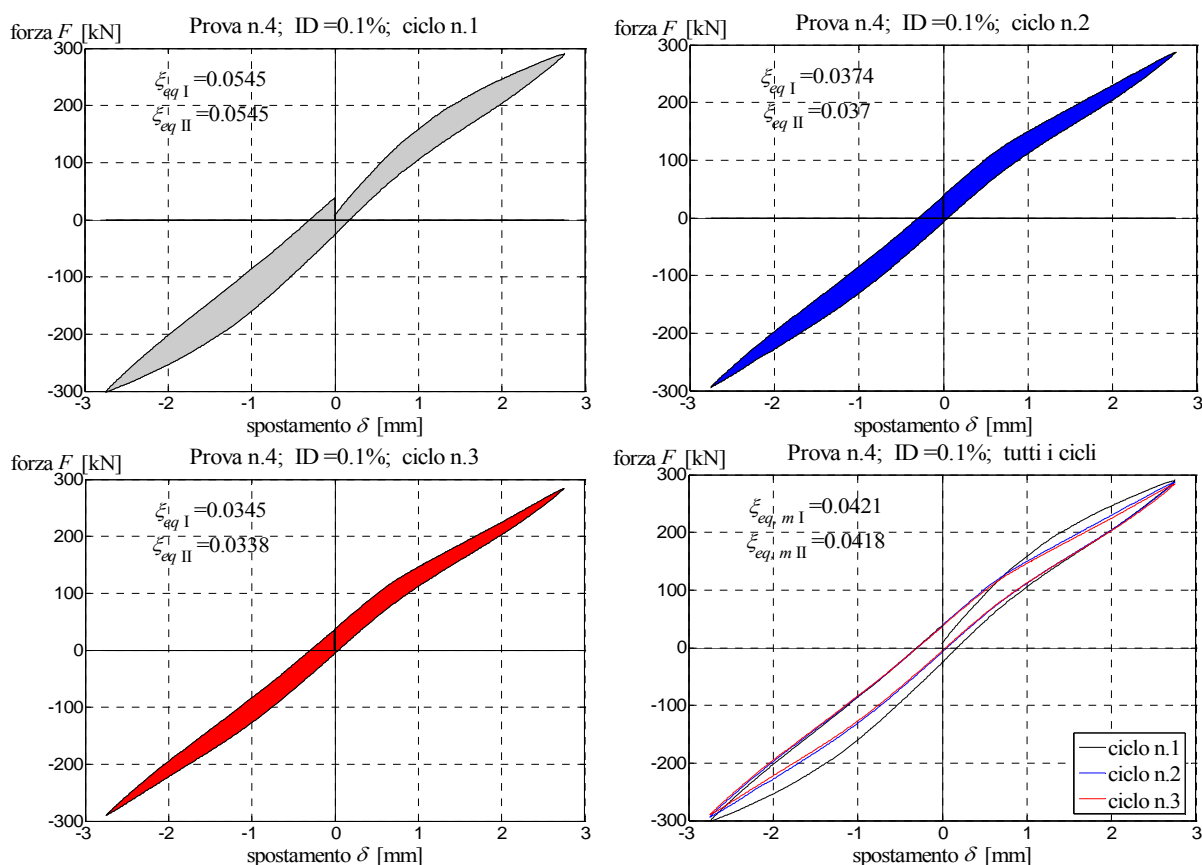 forza F [kN]
Prova n.4; ID =0.1%; ciclo n.1
300
200
100
0
-100
-200
-300
ξeq I =0.0545
ξeq II =0.0545
-3 -2 -1 0 1 2 3
spostamento δ [mm]
forza F [kN]
Prova n.4; ID =0.1%; ciclo n.2
300
200
100
0
-100
-200
-300
ξeq I =0.0374
ξeq II =0.037
-3 -2 -1 0 1 2 3
spostamento δ [mm]
forza F [kN]
Prova n.4; ID =0.1%; ciclo n.3
300
200
100
0
-100
-200
-300
ξeq I =0.0345
ξeq II =0.0338
-3 -2 -1 0 1 2 3
spostamento δ [mm]
forza F [kN]
Prova n.4; ID =0.1%; tutti i cicli
300
200
100
0
-100
-200
-300
ξeq, m I =0.0421
ξeq, m II =0.0418
ciclo n.1
ciclo n.2
ciclo n.3
-3 -2 -1 0 1 2 3
spostamento δ [mm]